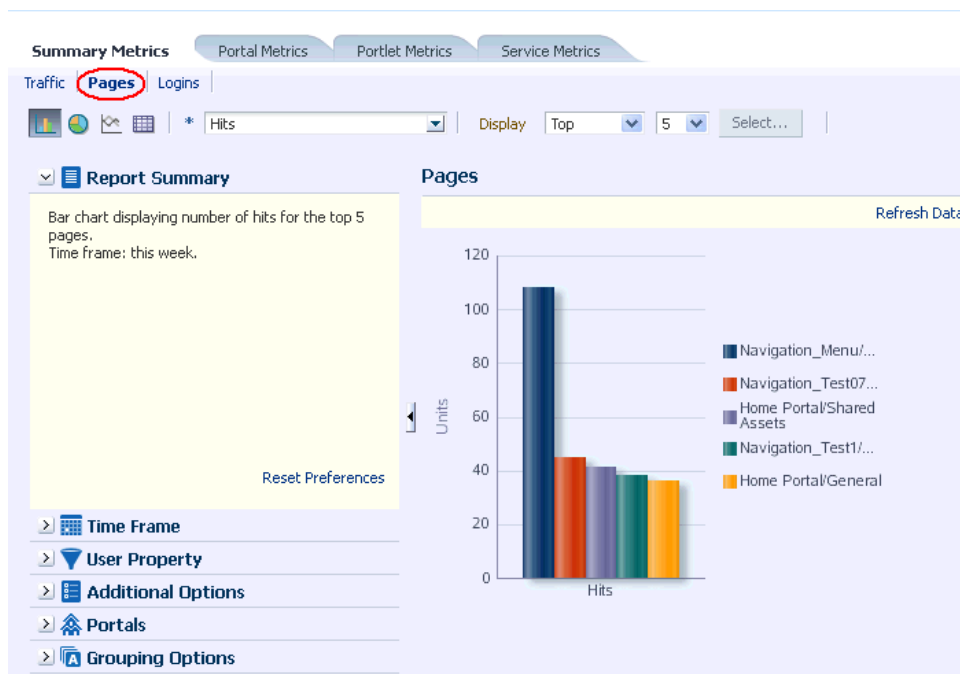 Summary Metrics Portal Metrics Portlet Metrics Service Metrics
Traffic Pages Logins
* Hits Display Top 5 Select...
Report Summary
Bar chart displaying number of hits for the top 5
pages.
Time frame: this week.
Reset Preferences
Time Frame
User Property
Additional Options
Portals
Grouping Options
Pages
Refresh Data
120
100
80
60
40
20
0
Units
Hits
Navigation_Menu/...
Navigation_Test07...
Home Portal/Shared
Assets
Navigation_Test1/...
Home Portal/General